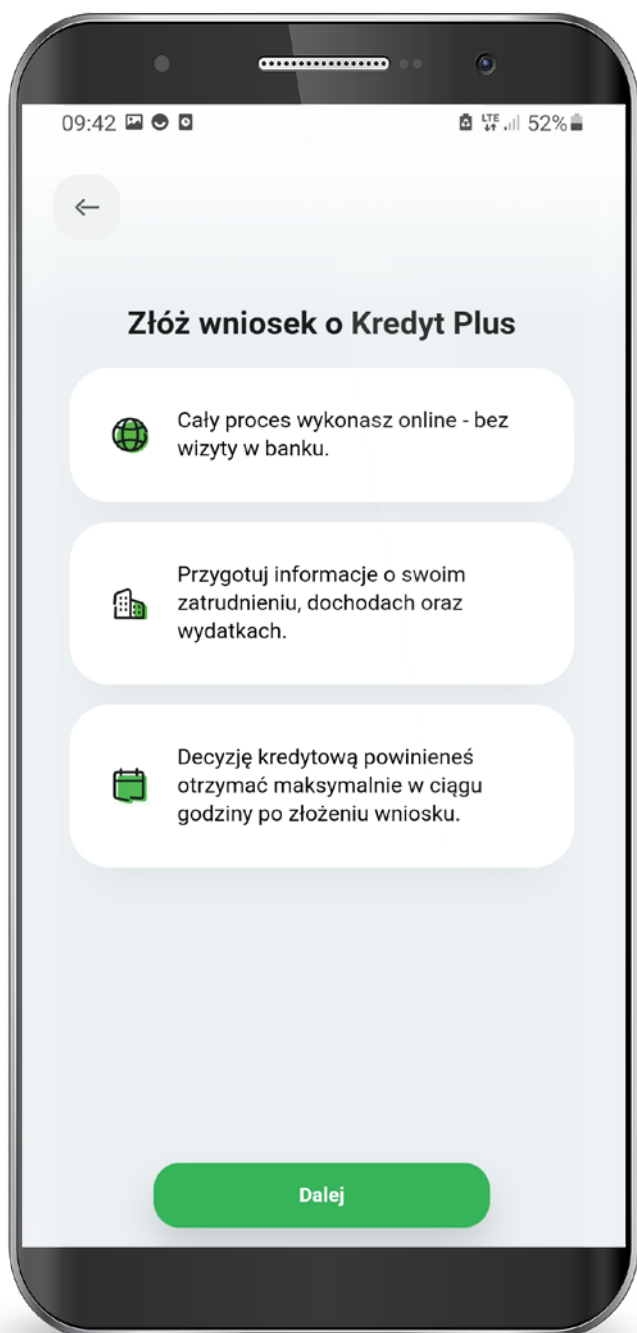 09:42 LTE 52%
Złóż wniosek o Kredyt Plus
Cały proces wykonasz online - bez
wizyty w banku.
Przygotuj informacje o swoim
zatrudnieniu, dochodach oraz
wydatkach.
Decyzję kredytową powinieneś
otrzymać maksymalnie w ciągu
godziny po złożeniu wniosku.
Dalej